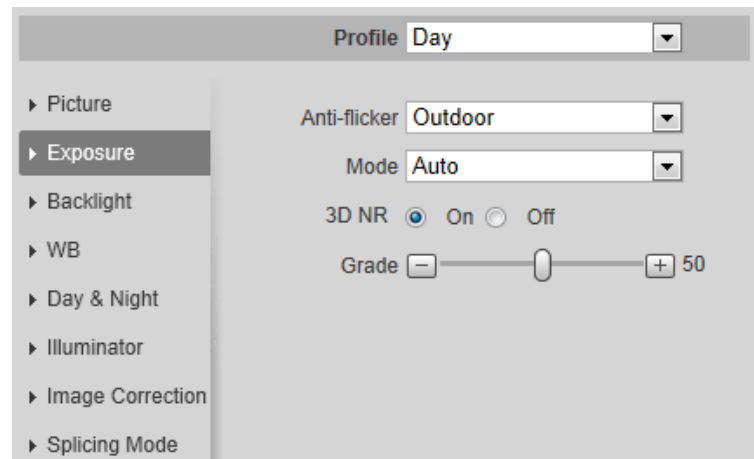 Profile Day
Picture
Exposure
Backlight
WB
Day & Night
Illuminator
Image Correction
Splicing Mode
Anti-flicker Outdoor
Mode Auto
3D NR On Off
Grade 50